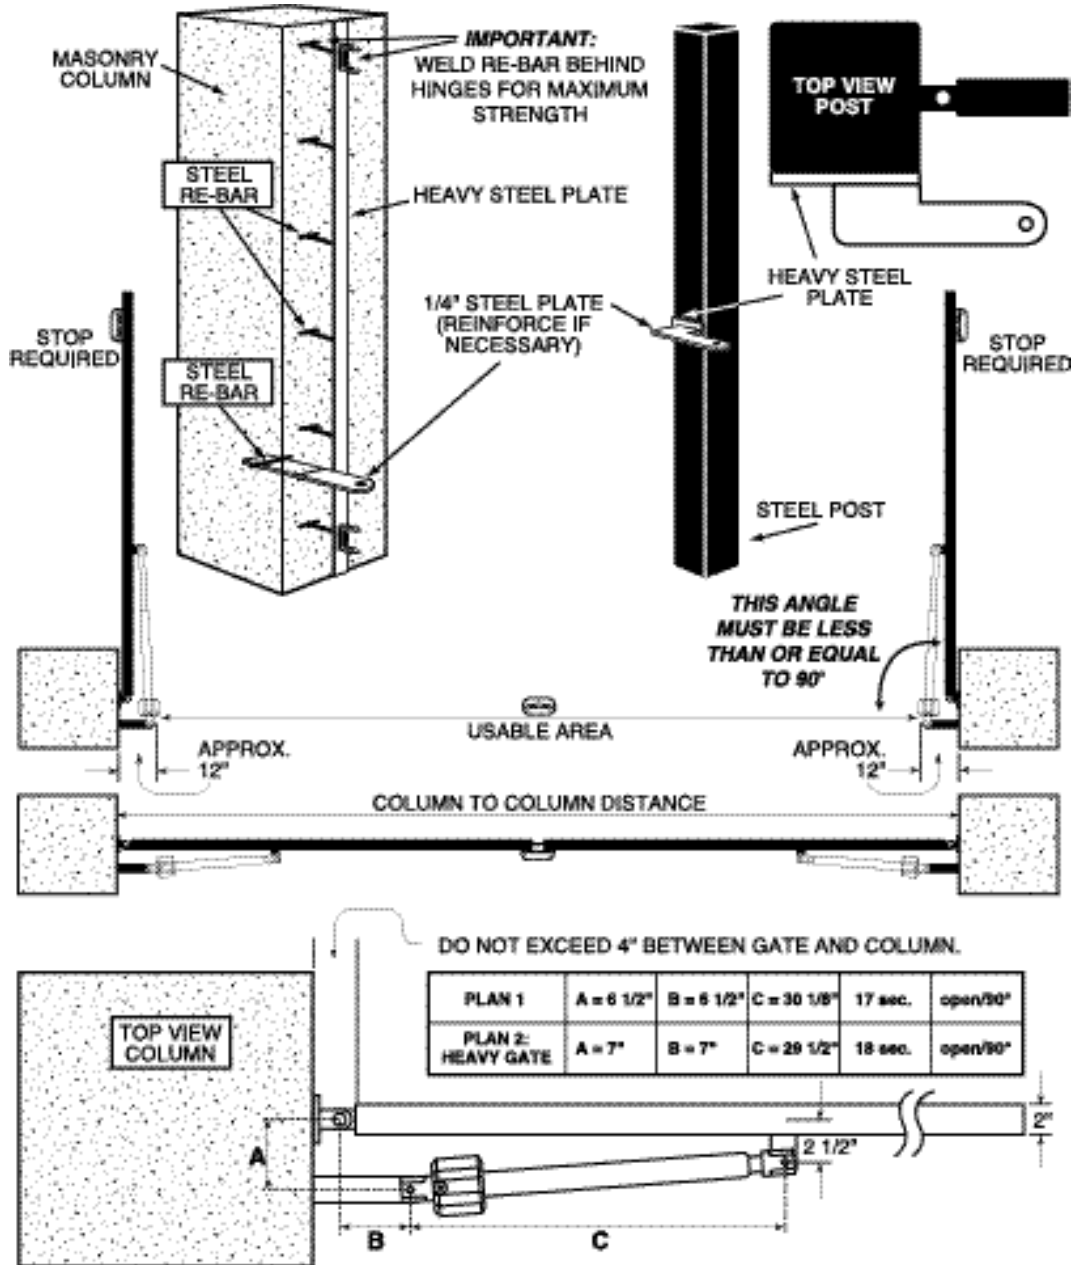 MASONRY
COLUMN
IMPORTANT:
WELD RE-BAR BEHIND
HINGES FOR MAXIMUM
STRENGTH
TOP VIEW
POST
STEEL
RE-BAR
HEAVY STEEL PLATE
HEAVY STEEL
PLATE
1/4" STEEL PLATE
(REINFORCE IF
NECESSARY)
STOP
REQUIRED
STOP
REQUIRED
STEEL
RE-BAR
STEEL POST
THIS ANGLE
MUST BE LESS
THAN OR EQUAL
TO 90°
USABLE AREA
APPROX.
12"
APPROX.
12"
COLUMN TO COLUMN DISTANCE
DO NOT EXCEED 4" BETWEEN GATE AND COLUMN.
PLAN 1 A = 6 1/2" B = 6 1/2" C = 30 1/8" 17 sec. open/90°
PLAN 2:
HEAVY GATE A = 7" B = 7" C = 29 1/2" 18 sec. open/90°
TOP VIEW
COLUMN
2"
2 1/2"
A
B
C